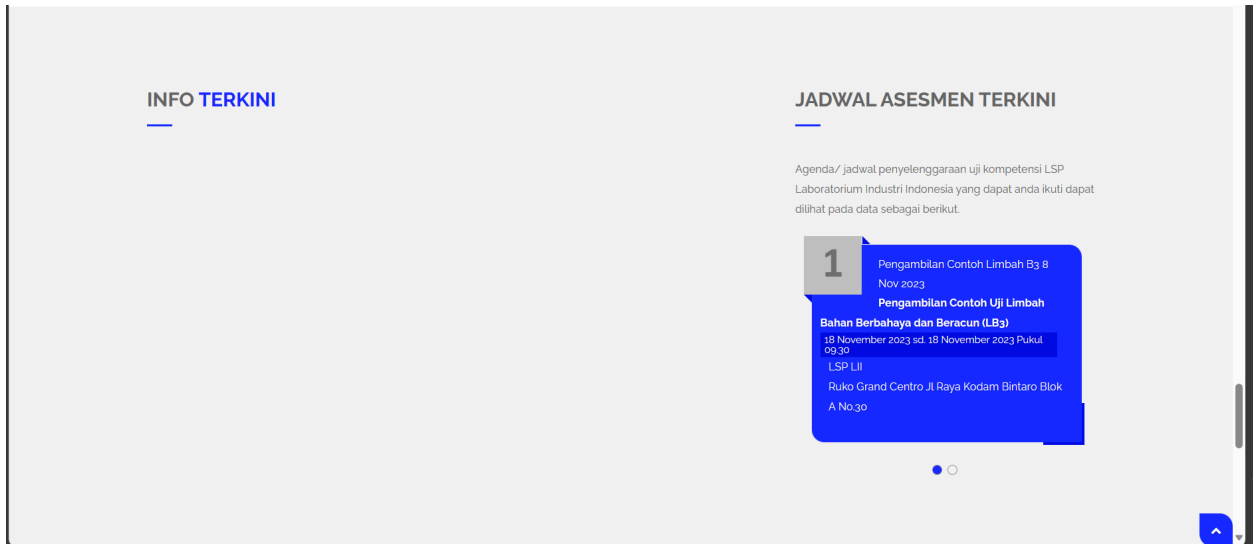 INFO TERKINI
JADWAL ASESMEN TERKINI
Agenda/ jadwal penyelenggaraan uji kompetensi LSP
Laboratorium Industri Indonesia yang dapat anda ikuti dapat
dilihat pada data sebagai berikut.
1
Pengambilan Contoh Limbah B3 8
Nov 2023
Pengambilan Contoh Uji Limbah
Bahan Berbahaya dan Beracun (LB3)
18 November 2023 sd. 18 November 2023 Pukul
09.30
LSP LII
Ruko Grand Centro Jl Raya Kodam Bintaro Blok
A No.30